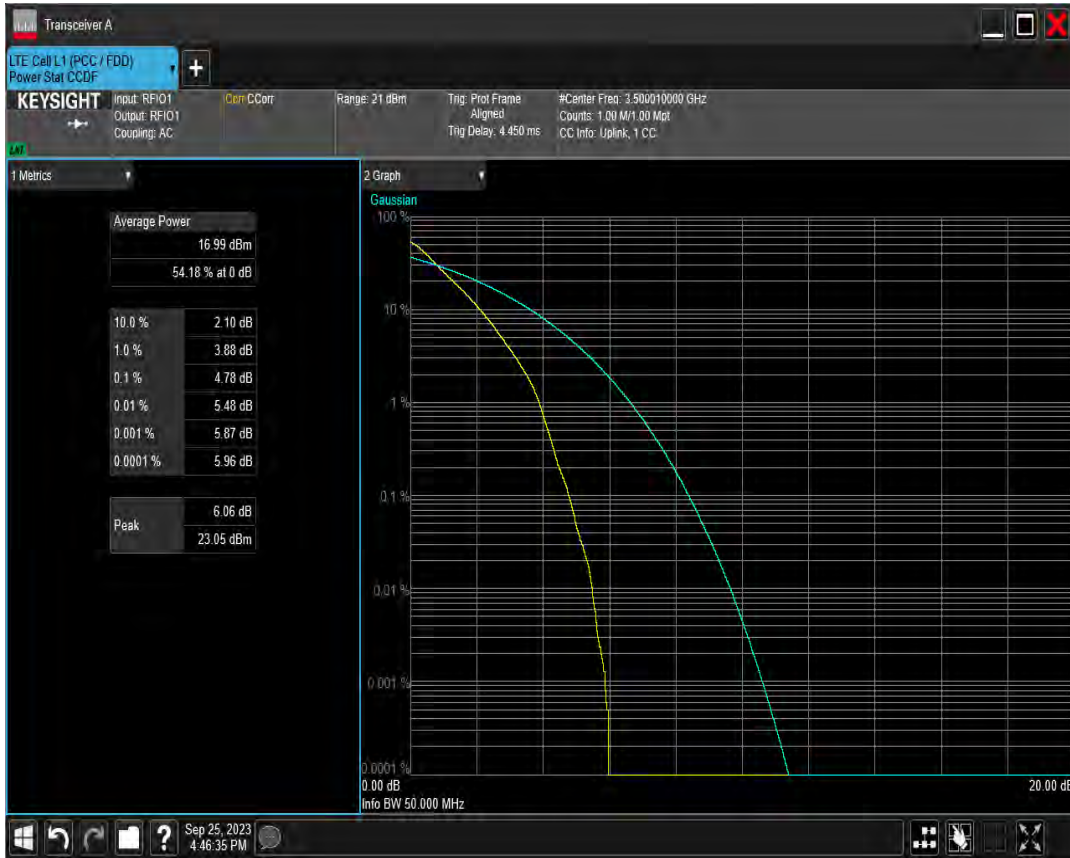 Transceiver A
LTE Cell L1 (PCC / FDD)
Power Stat CCDF
+
KEYSIGHT
Input: RFIO1
Output: RFIO1
Coupling: AC
Corr CCorr
Range: 21 dBm
Trig: Prot Frame
Aligned
Trig Delay: 4.450 ms
#Center Freq: 3.500010000 GHz
Counts: 1.00 M/1.00 Mpt
CC Info: Uplink, 1 CC
1 Metrics
Average Power
16.99 dBm
54.18 % at 0 dB
10.0 % 2.10 dB
1.0 % 3.88 dB
0.1 % 4.78 dB
0.01 % 5.48 dB
0.001 % 5.87 dB
0.0001 % 5.96 dB
Peak
6.06 dB
23.05 dBm
2 Graph
Gaussian
100 %
10 %
1 %
0.1 %
0.01 %
0.001 %
0.0001 %
0.00 dB
20.00 dB
Info BW 50.000 MHz
?
Sep 25, 2023
4:46:35 PM